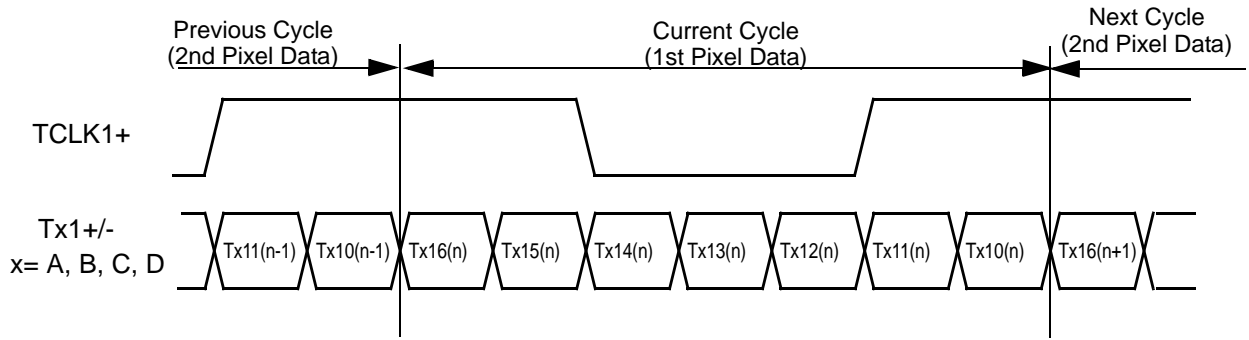 Previous Cycle
(2nd Pixel Data)
Current Cycle
(1st Pixel Data)
Next Cycle
(2nd Pixel Data)
TCLK1+
Tx1+/-
x= A, B, C, D
Tx11(n-1) Tx10(n-1) Tx16(n) Tx15(n) Tx14(n) Tx13(n) Tx12(n) Tx11(n) Tx10(n) Tx16(n+1)